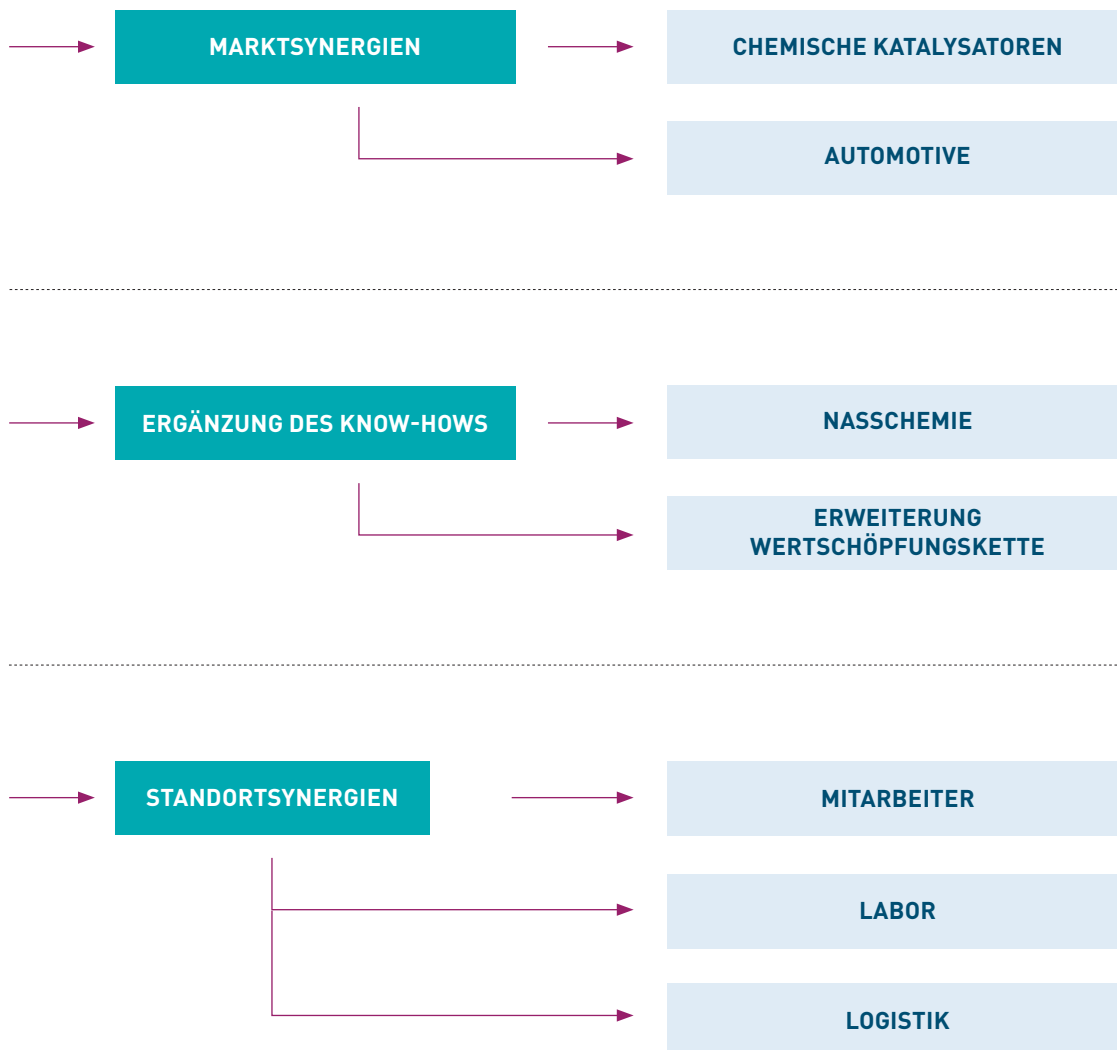 MARKTSYNERGIEN
CHEMISCHE KATALYSATOREN
AUTOMOTIVE
ERGÄNZUNG DES KNOW-HOWS
NASSCHEMIE
ERWEITERUNG
WERTSCHÖPFUNGSKETTE
STANDORTSYNERGIEN
MITARBEITER
LABOR
LOGISTIK